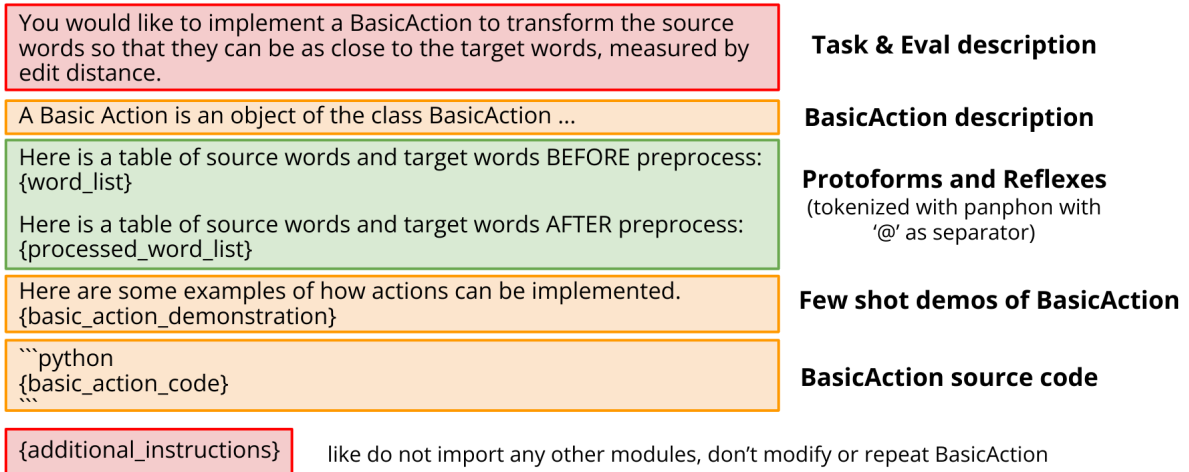 You would like to implement a BasicAction to transform the source
words so that they can be as close to the target words, measured by
edit distance.
Task & Eval description
A Basic Action is an object of the class BasicAction ...
BasicAction description
Here is a table of source words and target words BEFORE preprocess:
{word_list}
Here is a table of source words and target words AFTER preprocess:
{processed_word_list}
Protoforms and Reflexes
(tokenized with panphon with
‘@’ as separator)
Here are some examples of how actions can be implemented.
{basic_action_demonstration}
Few shot demos of BasicAction
```python
{basic_action_code}
```
BasicAction source code
{additional_instructions}
like do not import any other modules, don’t modify or repeat BasicAction